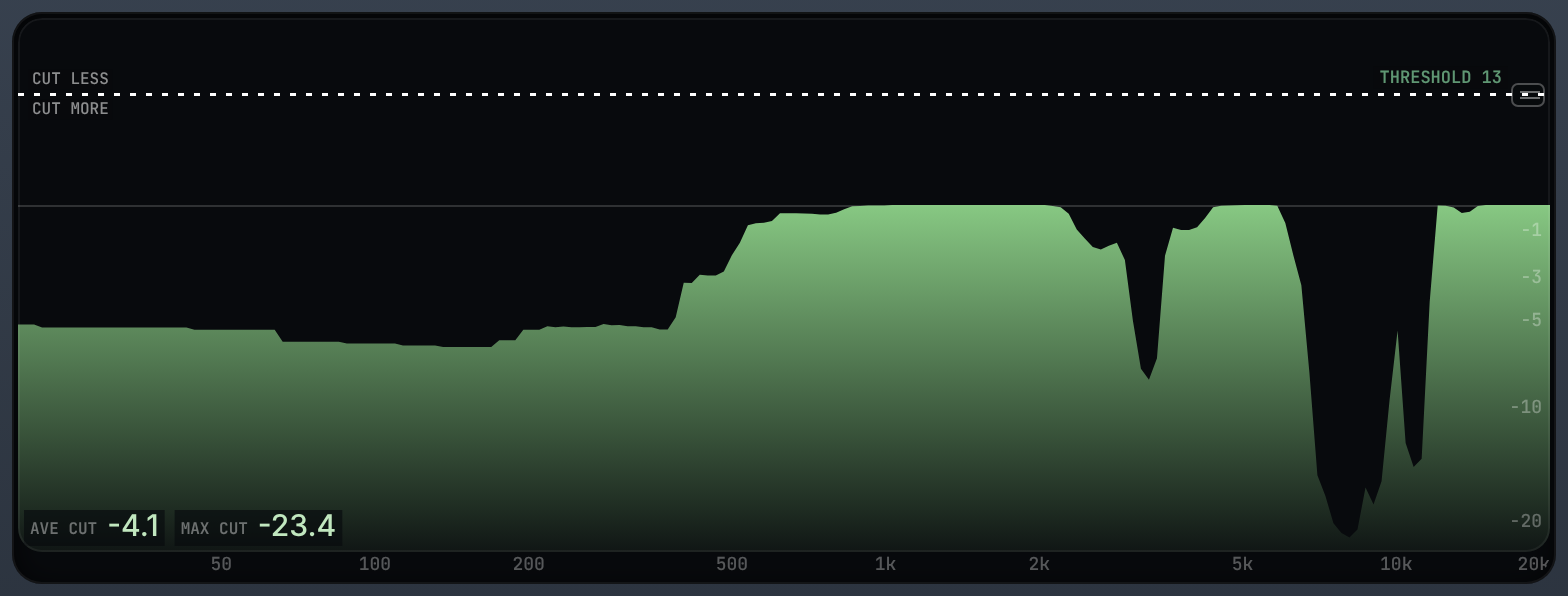 CUT LESS
THRESHOLD 13
CUT MORE
-1
-3
-5
-10
-20
AVE CUT -4.1 MAX CUT -23.4
50 100 200 500 1k 2k 5k 10k 20k